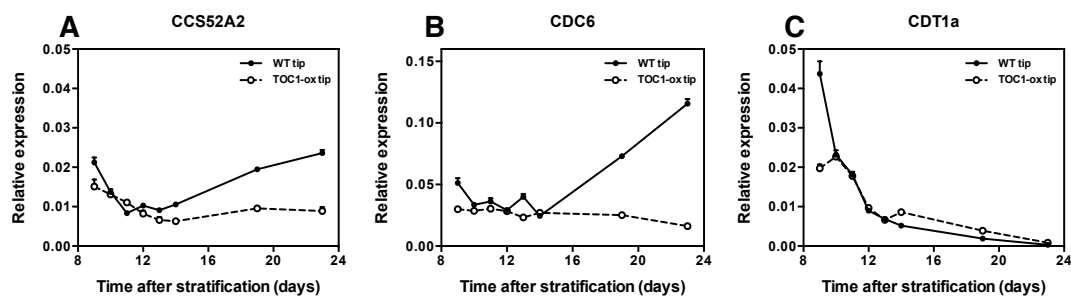 A
CCS52A2
Relative expression
0.05
0.04
0.03
0.02
0.01
0.00
WT tip
TOC1-ox tip
8
12
16
20
24
Time after stratification (days)
B
CDC6
Relative expression
0.15
0.10
0.05
0.00
WT tip
TOC1-ox tip
8
12
16
20
24
Time after stratification (days)
C
CDT1a
Relative expression
0.05
0.04
0.03
0.02
0.01
0.00
WT tip
TOC1-ox tip
8
12
16
20
24
Time after stratification (days)